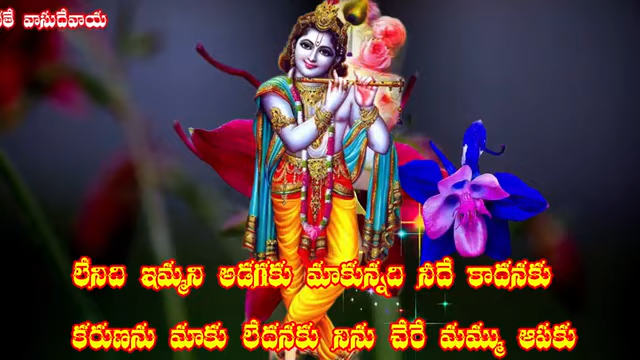 వాసుదేవాయ
లేనిది ఇమ్మని అడగకు మాకున్నది నీదే కాదనకు
కరుణను మాకు లేదనకు నిను చేరే మమ్ము ఆపకు